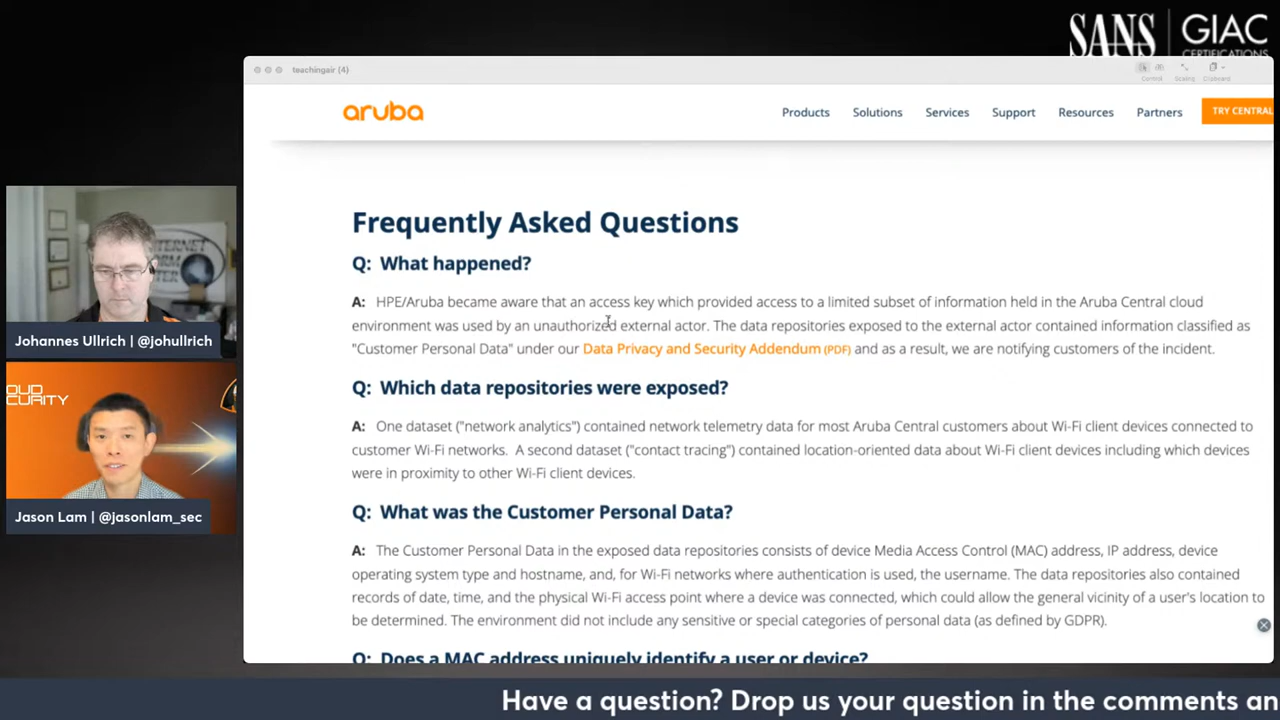 SANS | GIAC
CERTIFICATIONS
teachingair (4)
Control
Scaling
Clipboard
aruba
Products
Solutions
Services
Support
Resources
Partners
TRY CENTRAL
Frequently Asked Questions
Q: What happened?
A: HPE/Aruba became aware that an access key which provided access to a limited subset of information held in the Aruba Central cloud
environment was used by an unauthorized external actor. The data repositories exposed to the external actor contained information classified as
"Customer Personal Data" under our Data Privacy and Security Addendum (PDF) and as a result, we are notifying customers of the incident.
Q: Which data repositories were exposed?
A: One dataset ("network analytics") contained network telemetry data for most Aruba Central customers about Wi-Fi client devices connected to
customer Wi-Fi networks. A second dataset ("contact tracing") contained location-oriented data about Wi-Fi client devices including which devices
were in proximity to other Wi-Fi client devices.
Q: What was the Customer Personal Data?
A: The Customer Personal Data in the exposed data repositories consists of device Media Access Control (MAC) address, IP address, device
operating system type and hostname, and, for Wi-Fi networks where authentication is used, the username. The data repositories also contained
records of date, time, and the physical Wi-Fi access point where a device was connected, which could allow the general vicinity of a user's location to
be determined. The environment did not include any sensitive or special categories of personal data (as defined by GDPR).
Q: Does a MAC address uniquely identify a user or device?
NTERNET
ORM
TER
Johannes Ullrich | @johullrich
OUD
CURITY
Jason Lam | @jasonlam_sec
Have a question? Drop us your question in the comments an